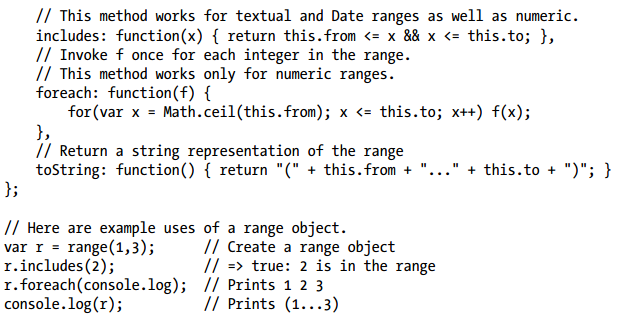 // This method works for textual and Date ranges as well as numeric.
includes: function(x) { return this.from <= x && x <= this.to; },
// Invoke f once for each integer in the range.
// This method works only for numeric ranges.
foreach: function(f) {
for(var x = Math.ceil(this.from); x <= this.to; x++) f(x);
},
// Return a string representation of the range
toString: function() { return "(" + this.from + "..." + this.to + ")"; }
};
// Here are example uses of a range object.
var r = range(1,3); // Create a range object
r.includes(2); // => true: 2 is in the range
r.foreach(console.log); // Prints 1 2 3
console.log(r); // Prints (1...3)